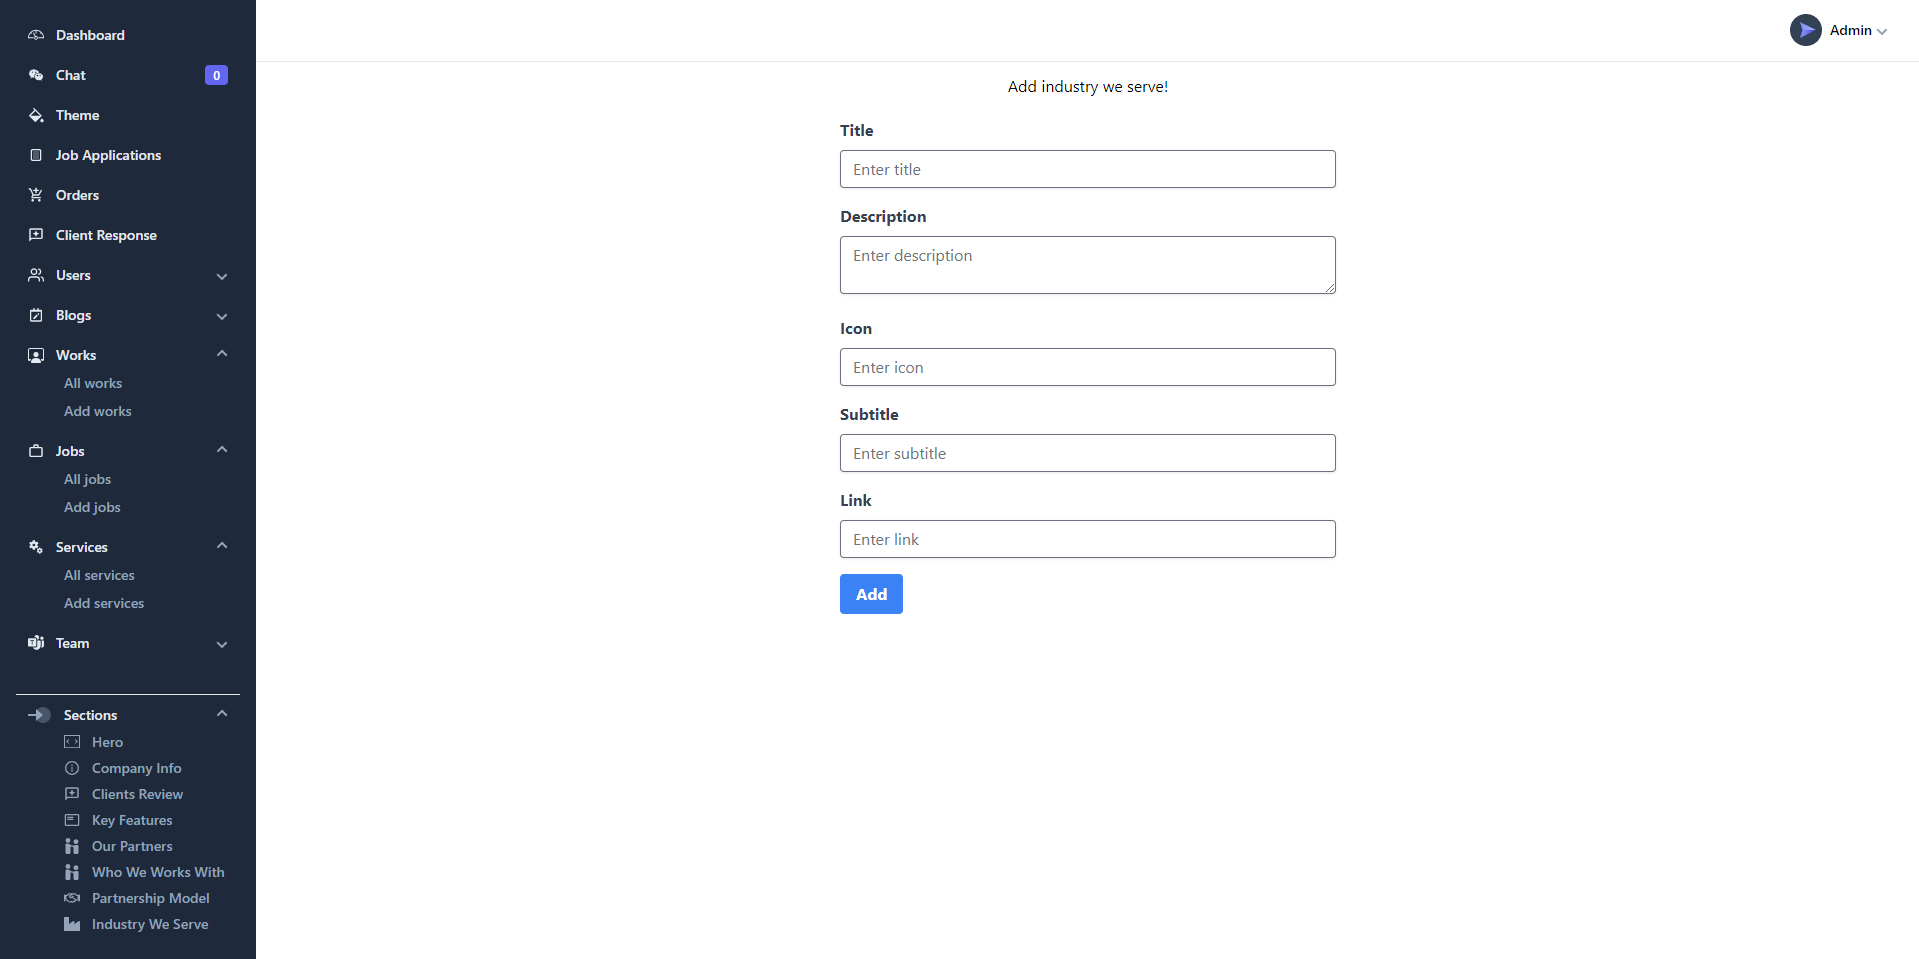 Dashboard
Chat
0
Theme
Job Applications
Orders
Client Response
Users
Blogs
Works
All works
Add works
Jobs
All jobs
Add jobs
Services
All services
Add services
Team
Sections
Hero
Company Info
Clients Review
Key Features
Our Partners
Who We Works With
Partnership Model
Industry We Serve
Admin
Add industry we serve!
Title
Enter title
Description
Enter description
Icon
Enter icon
Subtitle
Enter subtitle
Link
Enter link
Add